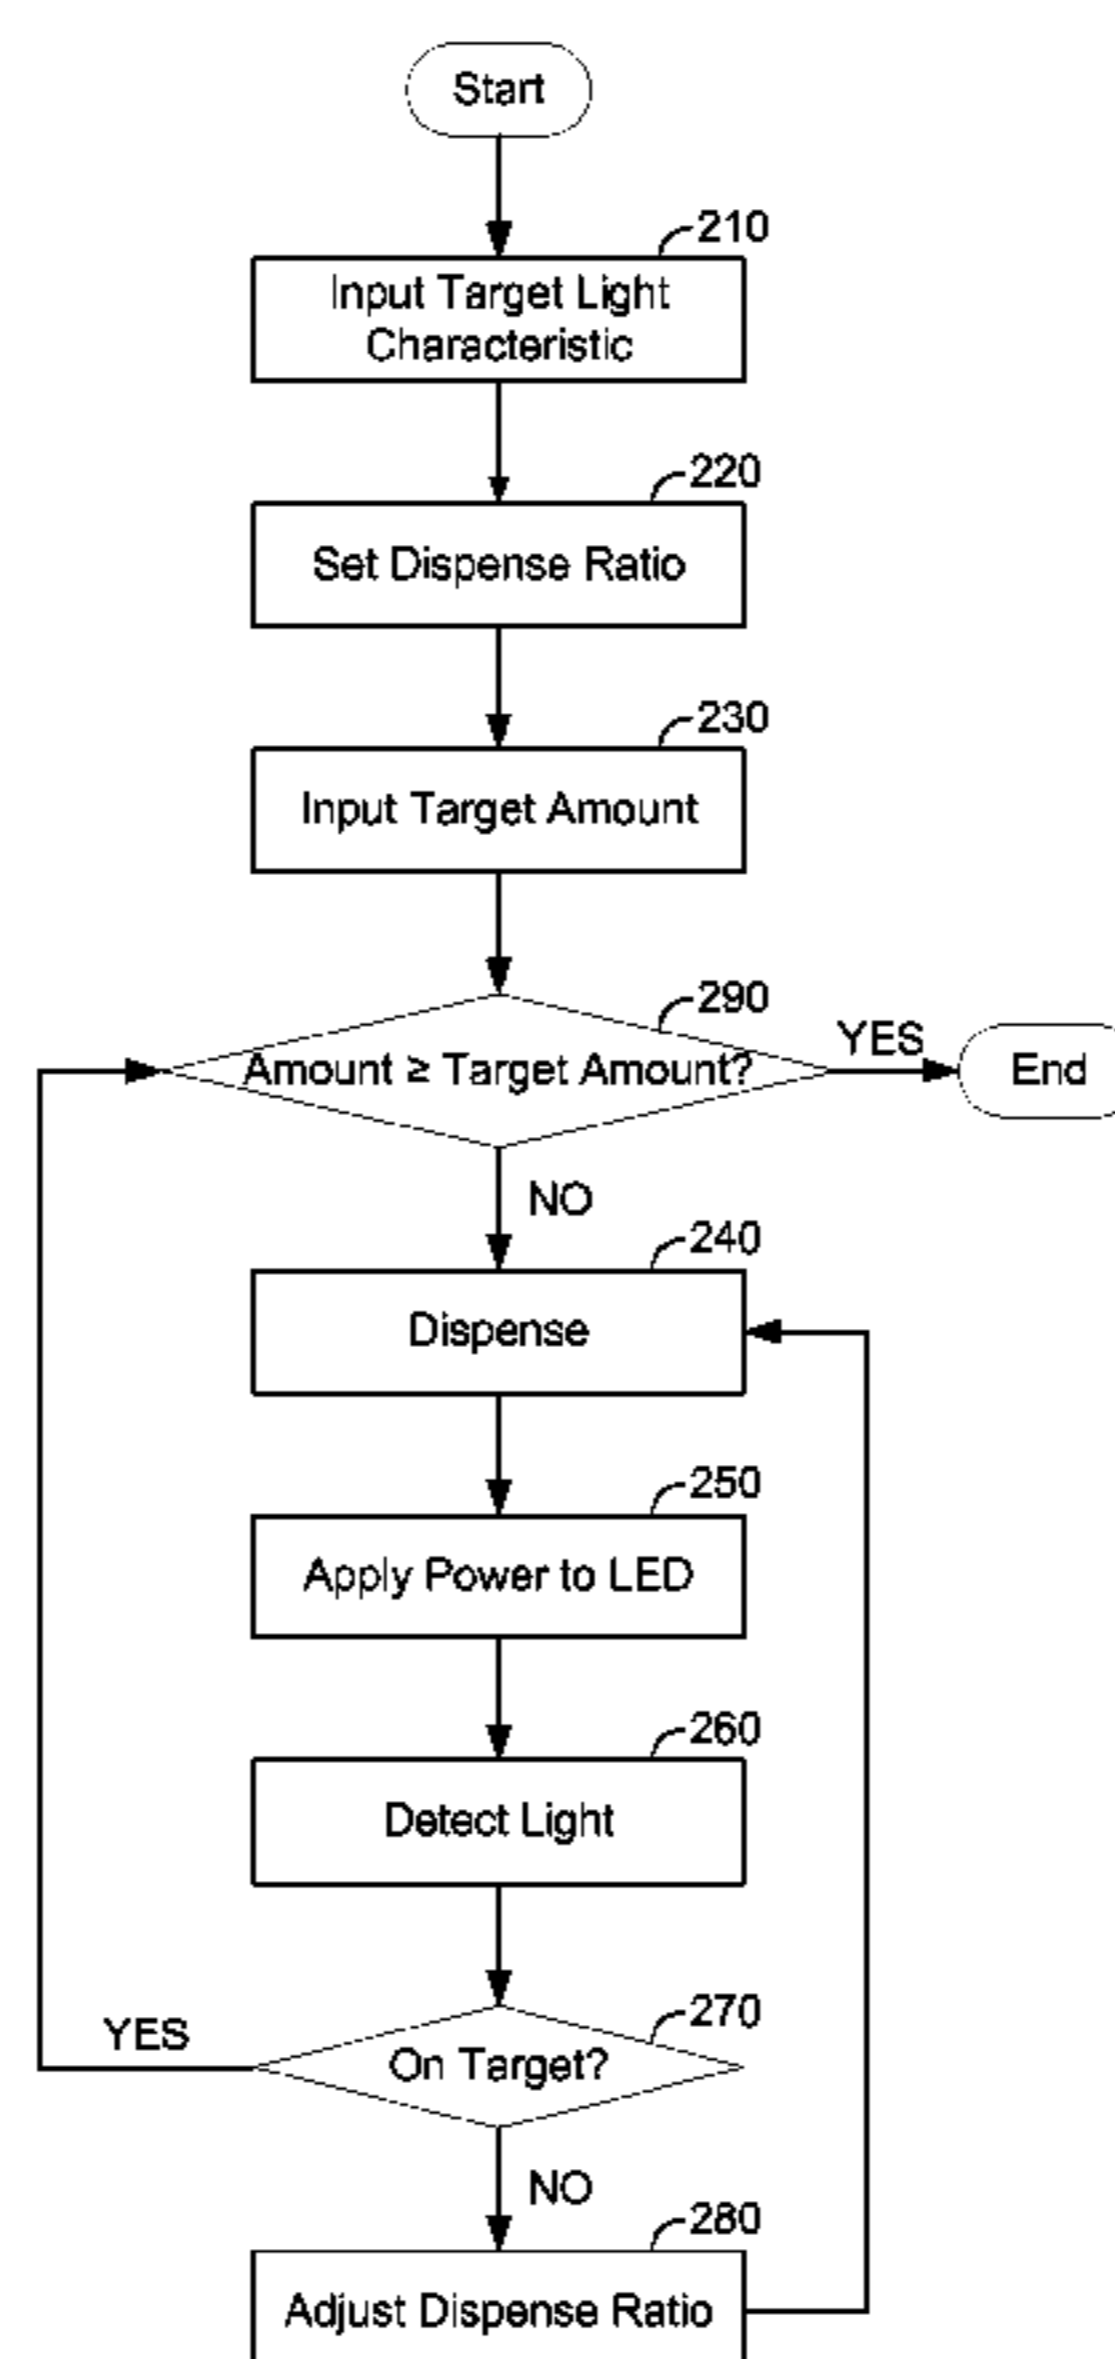 Start
210
Input Target Light
Characteristic
220
Set Dispense Ratio
230
Input Target Amount
290
Amount ≥ Target Amount?
YES
End
NO
240
Dispense
250
Apply Power to LED
260
Detect Light
270
On Target?
YES
NO
280
Adjust Dispense Ratio